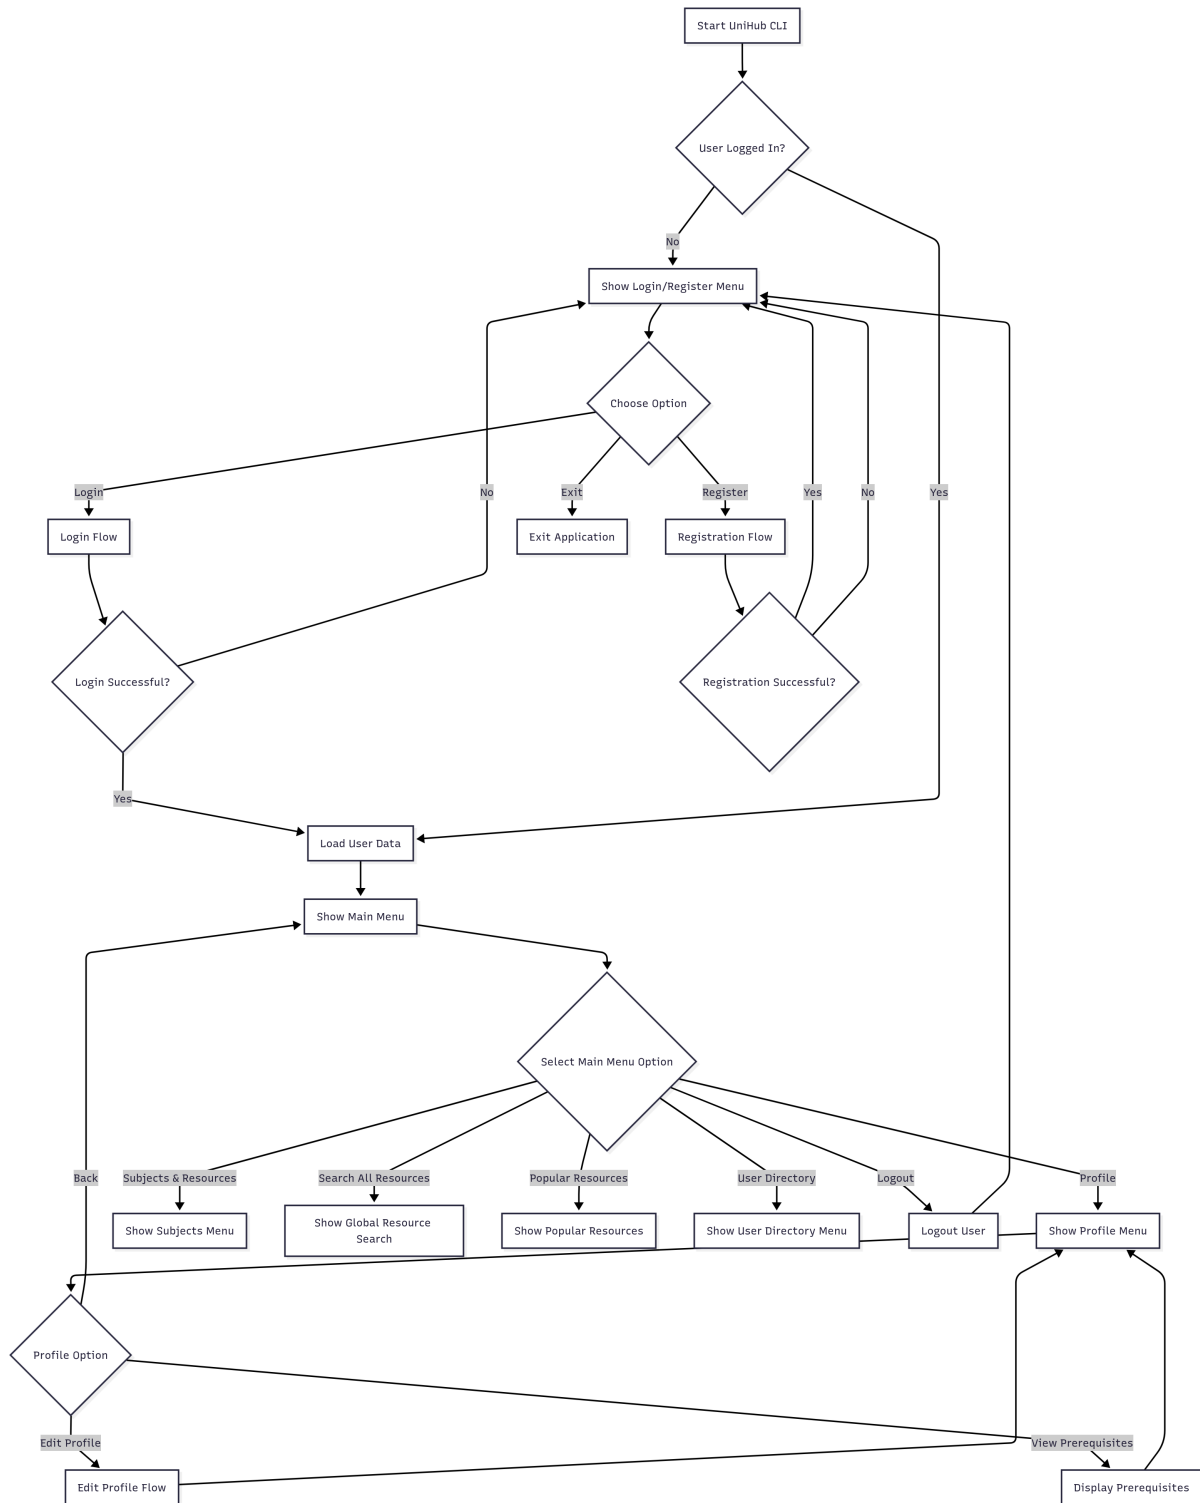 Start UniHub CLI
User Logged In?
No
Show Login/Register Menu
Choose Option
Login
No
Exit
Register
Yes
No
Yes
Login Flow
Exit Application
Registration Flow
Login Successful?
Registration Successful?
Yes
Load User Data
Show Main Menu
Select Main Menu Option
Back
Subjects & Resources
Search All Resources
Popular Resources
User Directory
Logout
Profile
Show Subjects Menu
Show Global Resource
Search
Show Popular Resources
Show User Directory Menu
Logout User
Show Profile Menu
Profile Option
Edit Profile
View Prerequisites
Edit Profile Flow
Display Prerequisites